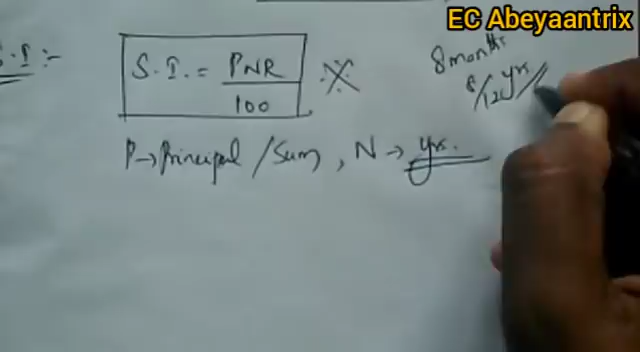 EC Abeyaantrix
S.I :-
S.I. = PNR / 100
8 months
8/12 yrs
P → Principal / Sum, N → yrs.